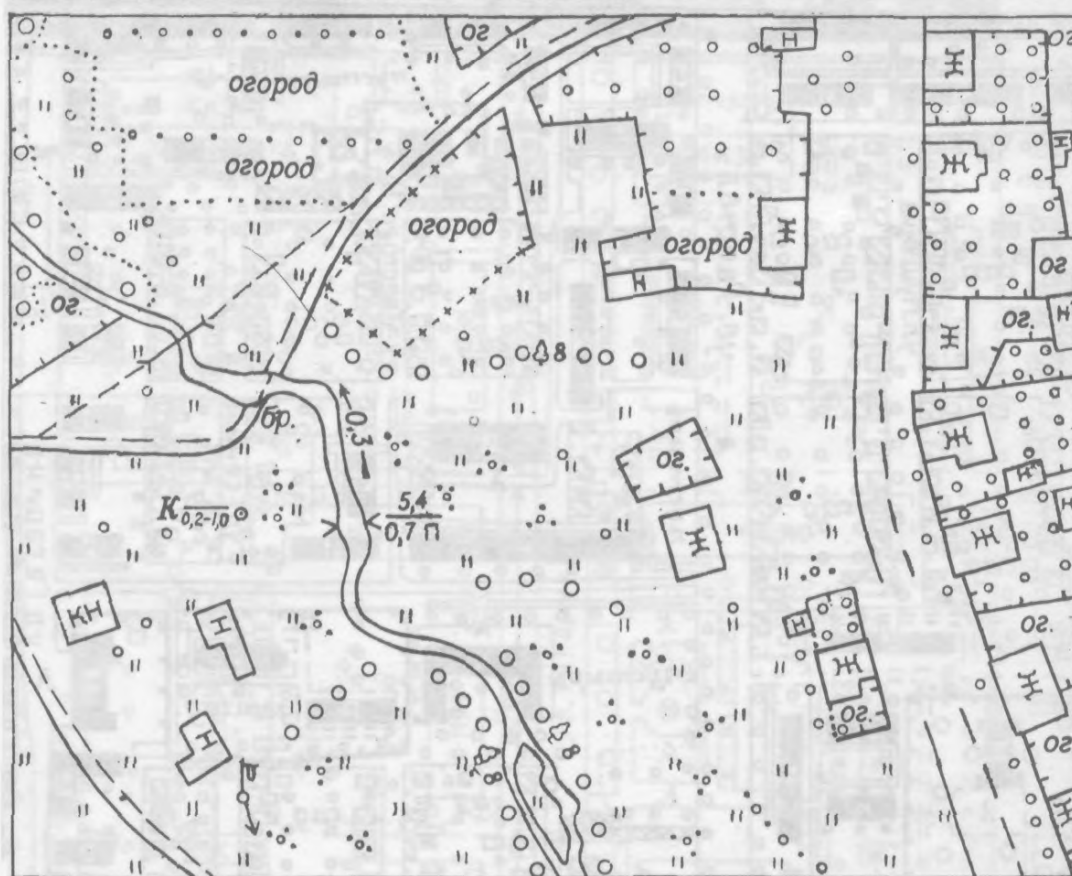 ог.
Н
ог.
огород
Ж
огород
Ж
Н
огород
огород
Ж
ог.
ог.
Н
ог.
Н
Ж
8
бр.
0,3
Ж
ог.
Н
К 0,2-1,0
5,4
0,7 П
Ж
Ж
КН
Н
Н
ог.
Ж
Ж
ог.
Н
8
8
ог.
Ж